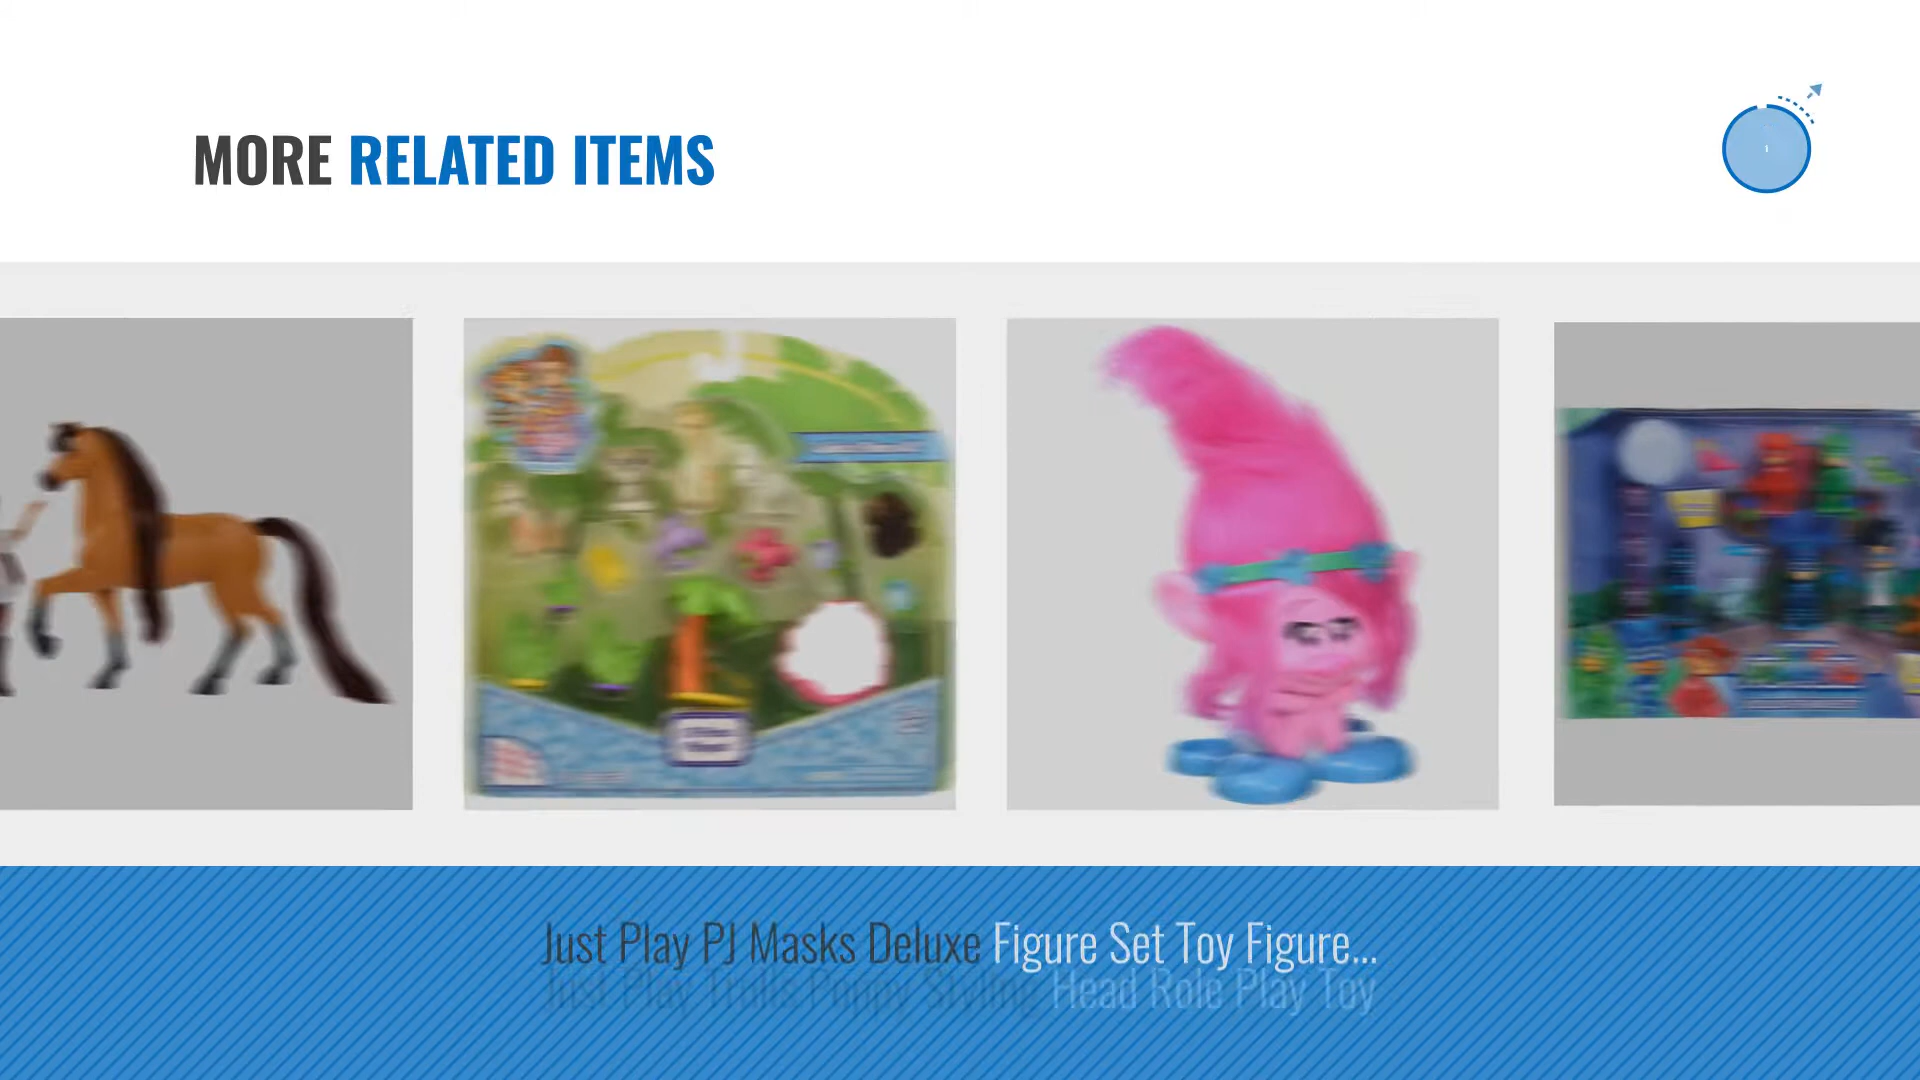 MORE RELATED ITEMS
1
Just Play PJ Masks Deluxe Figure Set Toy Figure...
Just Play Trolls Poppy Styling Head Role Play Toy